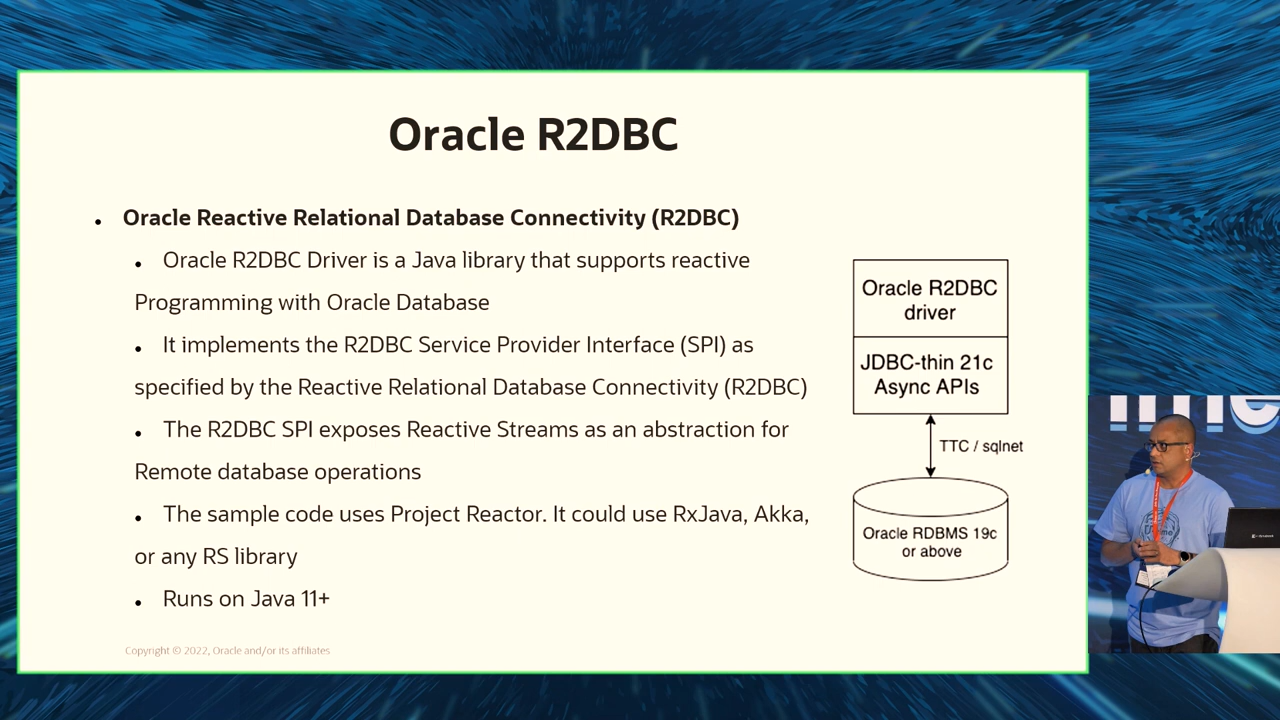 Oracle R2DBC
• Oracle Reactive Relational Database Connectivity (R2DBC)
• Oracle R2DBC Driver is a Java library that supports reactive
Programming with Oracle Database
• It implements the R2DBC Service Provider Interface (SPI) as
specified by the Reactive Relational Database Connectivity (R2DBC)
• The R2DBC SPI exposes Reactive Streams as an abstraction for
Remote database operations
• The sample code uses Project Reactor. It could use RxJava, Akka,
or any RS library
• Runs on Java 11+
Oracle R2DBC
driver
JDBC-thin 21c
Async APIs
TTC / sqlnet
Oracle RDBMS 19c
or above
Copyright © 2022, Oracle and/or its affiliates